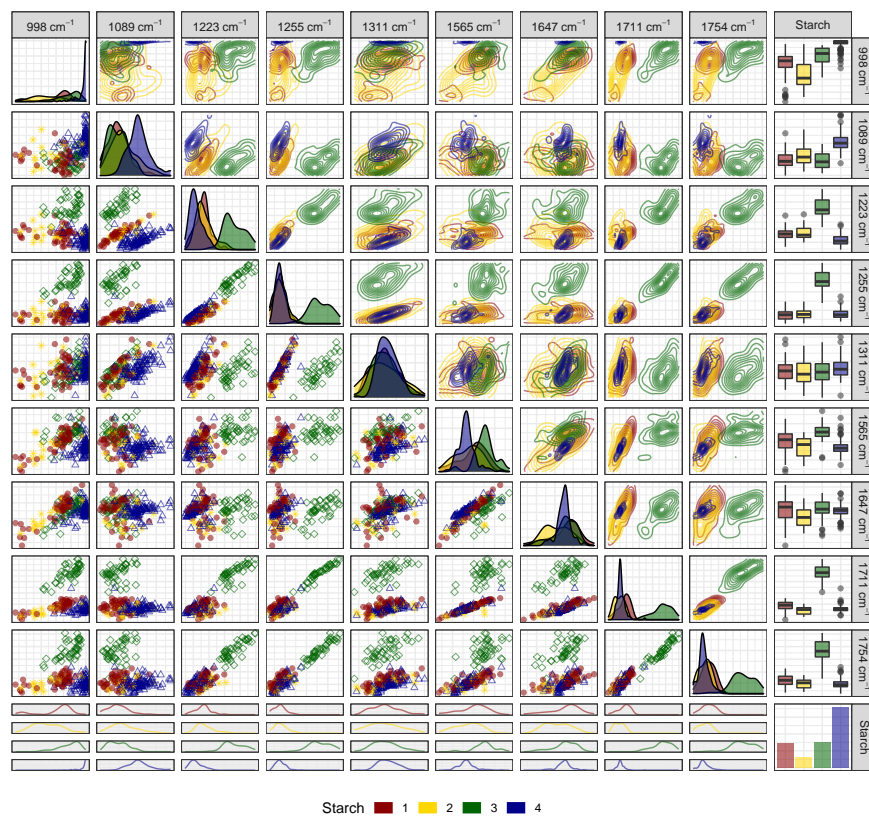 998 cm⁻¹ 1089 cm⁻¹ 1223 cm⁻¹ 1255 cm⁻¹ 1311 cm⁻¹ 1565 cm⁻¹ 1647 cm⁻¹ 1711 cm⁻¹ 1754 cm⁻¹ Starch
998 cm⁻¹
1089 cm⁻¹
1223 cm⁻¹
1255 cm⁻¹
1311 cm⁻¹
1565 cm⁻¹
1647 cm⁻¹
1711 cm⁻¹
1754 cm⁻¹
Starch
Starch 1 2 3 4